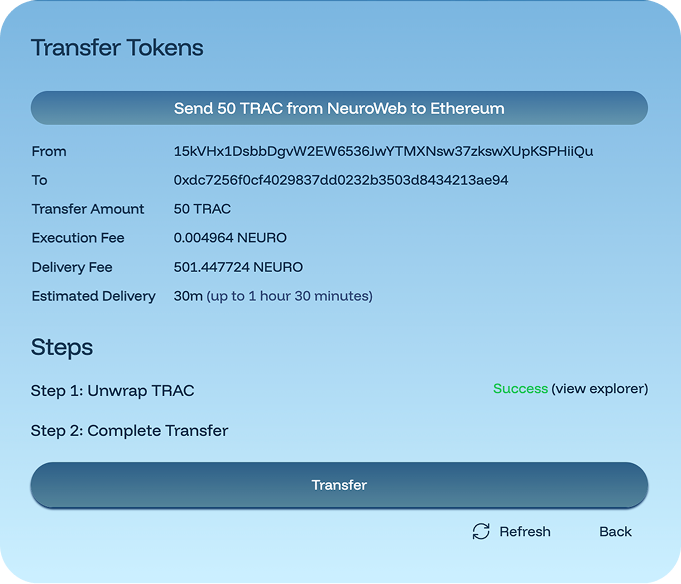 Transfer Tokens
Send 50 TRAC from NeuroWeb to Ethereum
From 15kVHx1DsbbDgvW2EW6536JwYTMXNsw37zkswXUpKSPHiiQu
To 0xdc7256f0cf4029837dd0232b3503d8434213ae94
Transfer Amount 50 TRAC
Execution Fee 0.004964 NEURO
Delivery Fee 501.447724 NEURO
Estimated Delivery 30m (up to 1 hour 30 minutes)
Steps
Step 1: Unwrap TRAC Success (view explorer)
Step 2: Complete Transfer
Transfer
Refresh Back